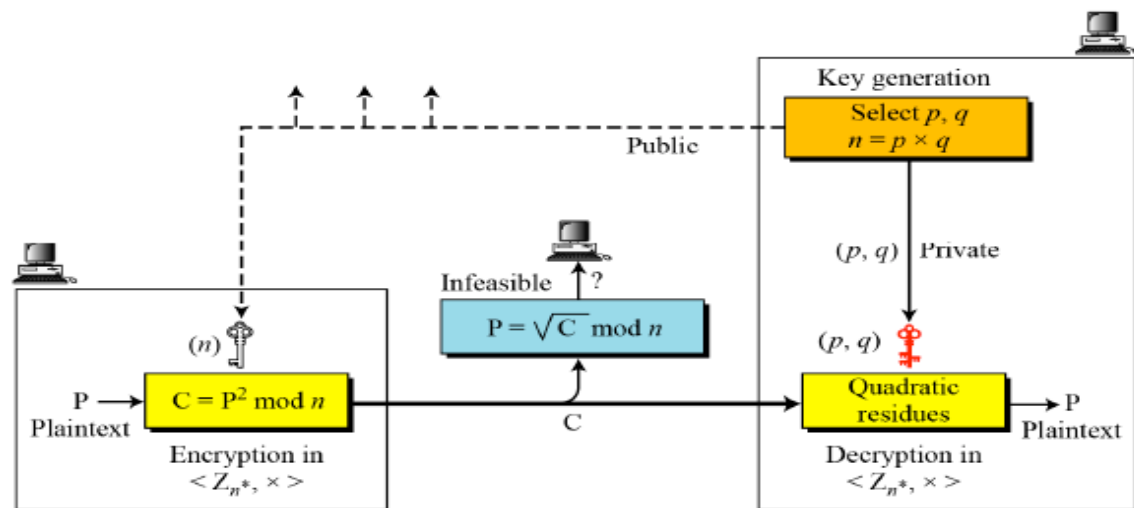 Key generation
Select p, q
n = p × q
Public
(p, q) Private
Infeasible ?
P = √C mod n
(n)
(p, q)
P
Plaintext
C = P² mod n
C
Quadratic
residues
P
Plaintext
Encryption in
< Zₙ*, × >
Decryption in
< Zₙ*, × >